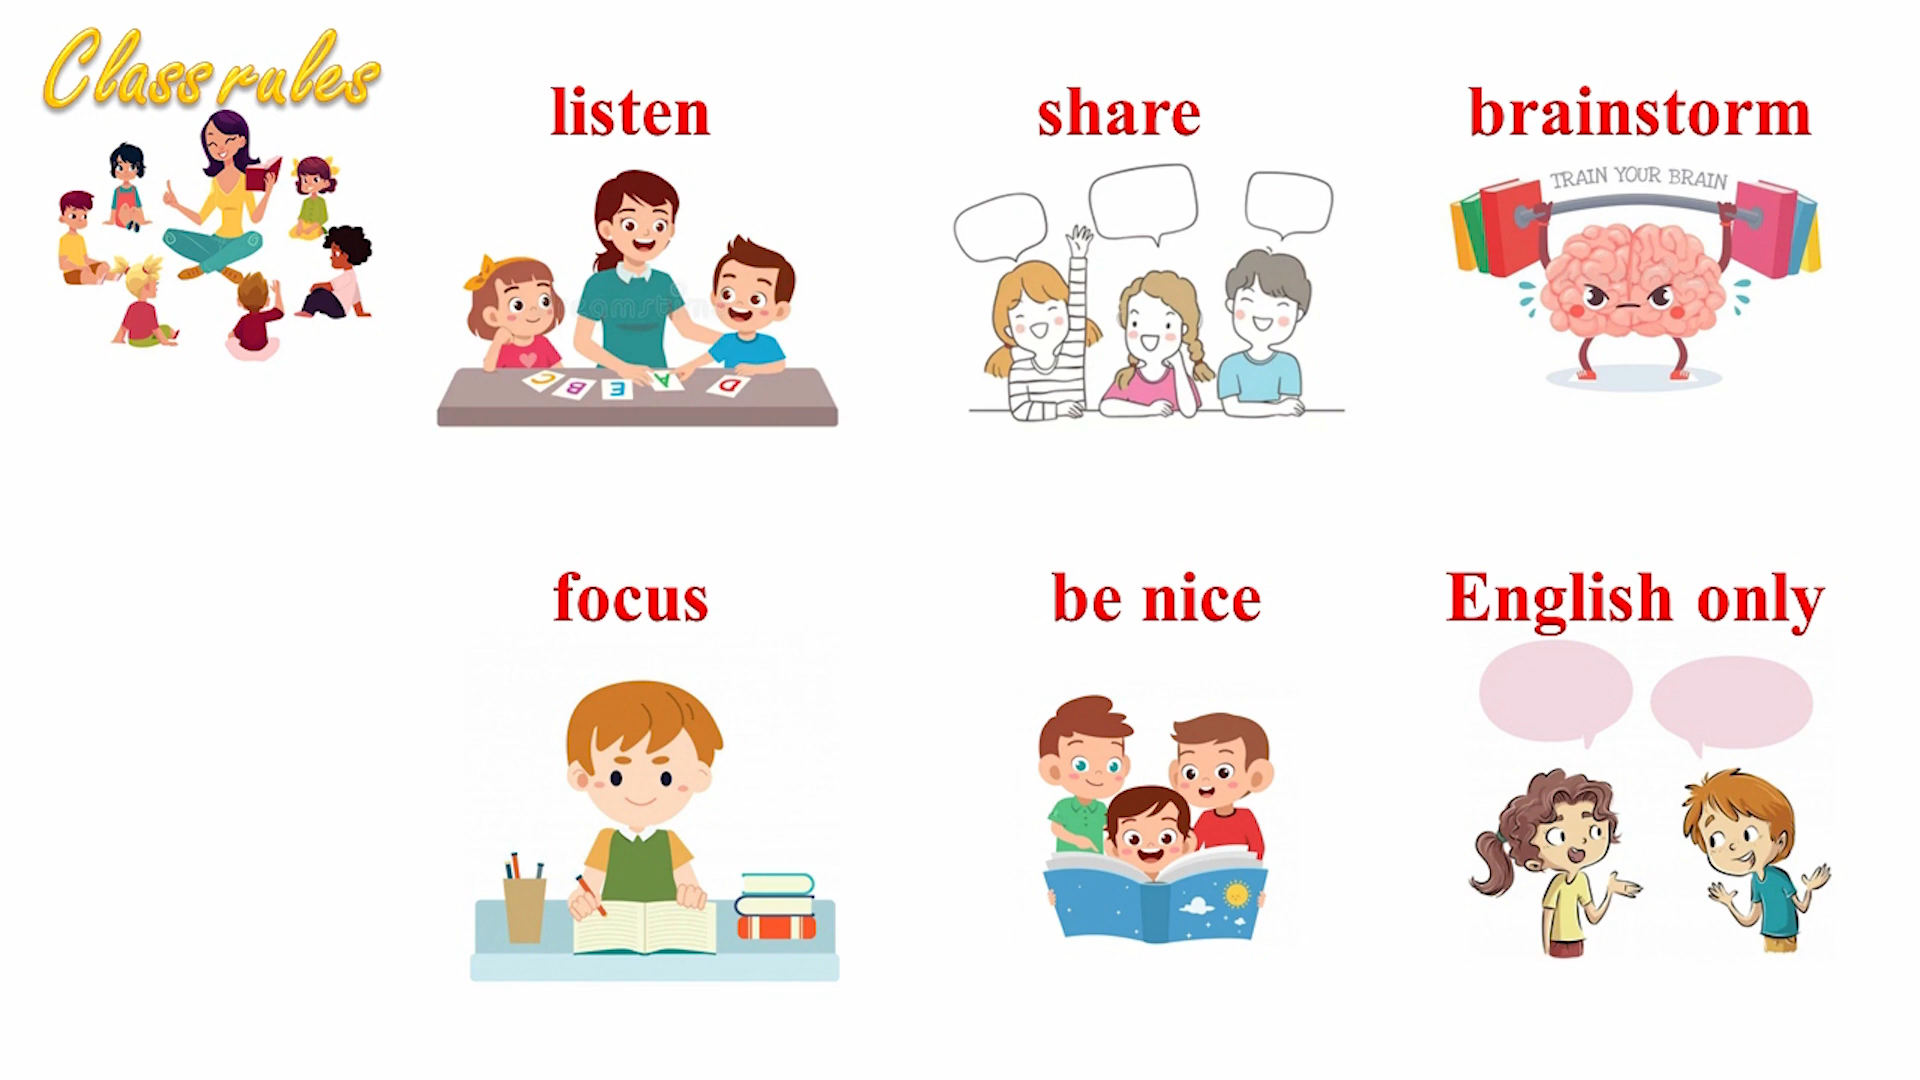 Class rules
listen
share
brainstorm
TRAIN YOUR BRAIN
C B E A D
focus
be nice
English only